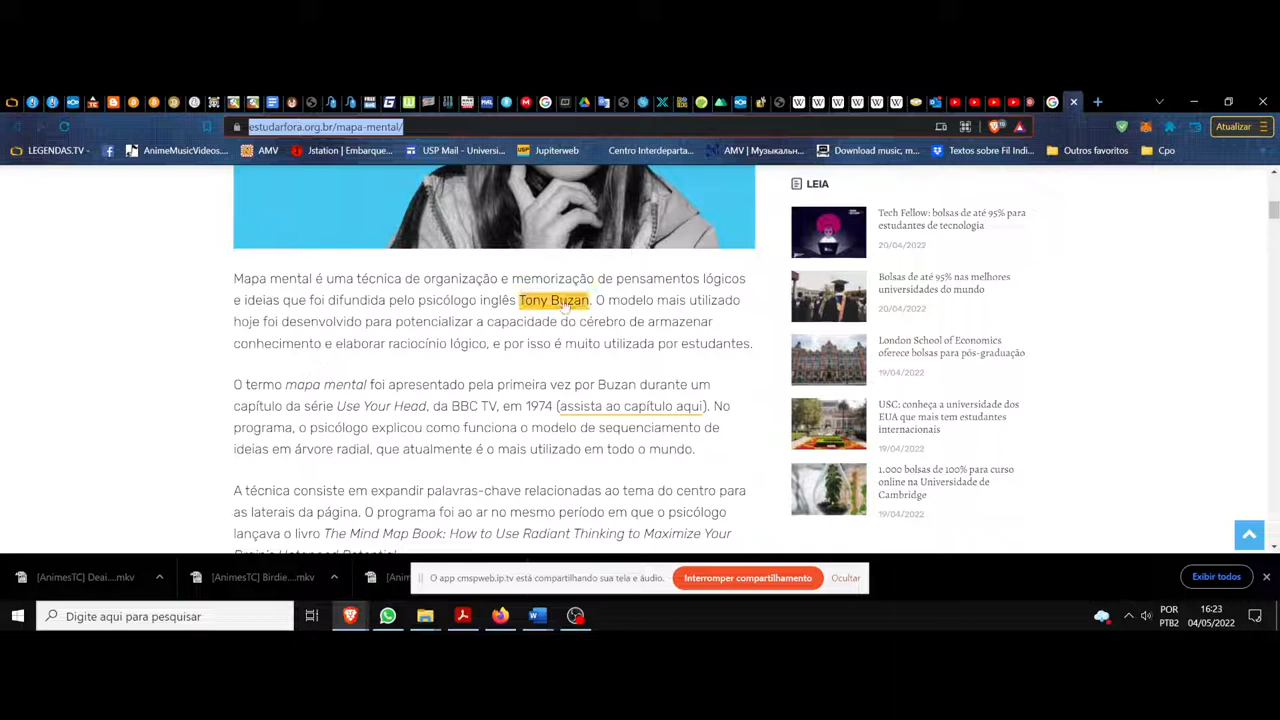 estudarfora.org.br/mapa-mental/
Atualizar
LEGENDAS.TV
AnimeMusicVideos...
AMV
Jstation | Embarque...
USP Mail - Universi...
Jupiterweb
Centro Interdeparta...
AMV | Музыкальн...
Download music, m...
Textos sobre Fil Indi...
Outros favoritos
Cpo
Mapa mental é uma técnica de organização e memorização de pensamentos lógicos
e ideias que foi difundida pelo psicólogo inglês Tony Buzan. O modelo mais utilizado
hoje foi desenvolvido para potencializar a capacidade do cérebro de armazenar
conhecimento e elaborar raciocínio lógico, e por isso é muito utilizada por estudantes.
O termo mapa mental foi apresentado pela primeira vez por Buzan durante um
capítulo da série Use Your Head, da BBC TV, em 1974 (assista ao capítulo aqui). No
programa, o psicólogo explicou como funciona o modelo de sequenciamento de
ideias em árvore radial, que atualmente é o mais utilizado em todo o mundo.
A técnica consiste em expandir palavras-chave relacionadas ao tema do centro para
as laterais da página. O programa foi ao ar no mesmo período em que o psicólogo
lançava o livro The Mind Map Book: How to Use Radiant Thinking to Maximize Your
LEIA
Tech Fellow: bolsas de até 95% para
estudantes de tecnologia
20/04/2022
Bolsas de até 95% nas melhores
universidades do mundo
20/04/2022
London School of Economics
oferece bolsas para pós-graduação
19/04/2022
USC: conheça a universidade dos
EUA que mais tem estudantes
internacionais
19/04/2022
1.000 bolsas de 100% para curso
online na Universidade de
Cambridge
19/04/2022
[AnimesTC] Deai....mkv
[AnimesTC] Birdie....mkv
[Anim
O app cmspweb.ip.tv está compartilhando sua tela e áudio.
Interromper compartilhamento
Ocultar
Exibir todos
Digite aqui para pesquisar
POR
PTB2
16:23
04/05/2022